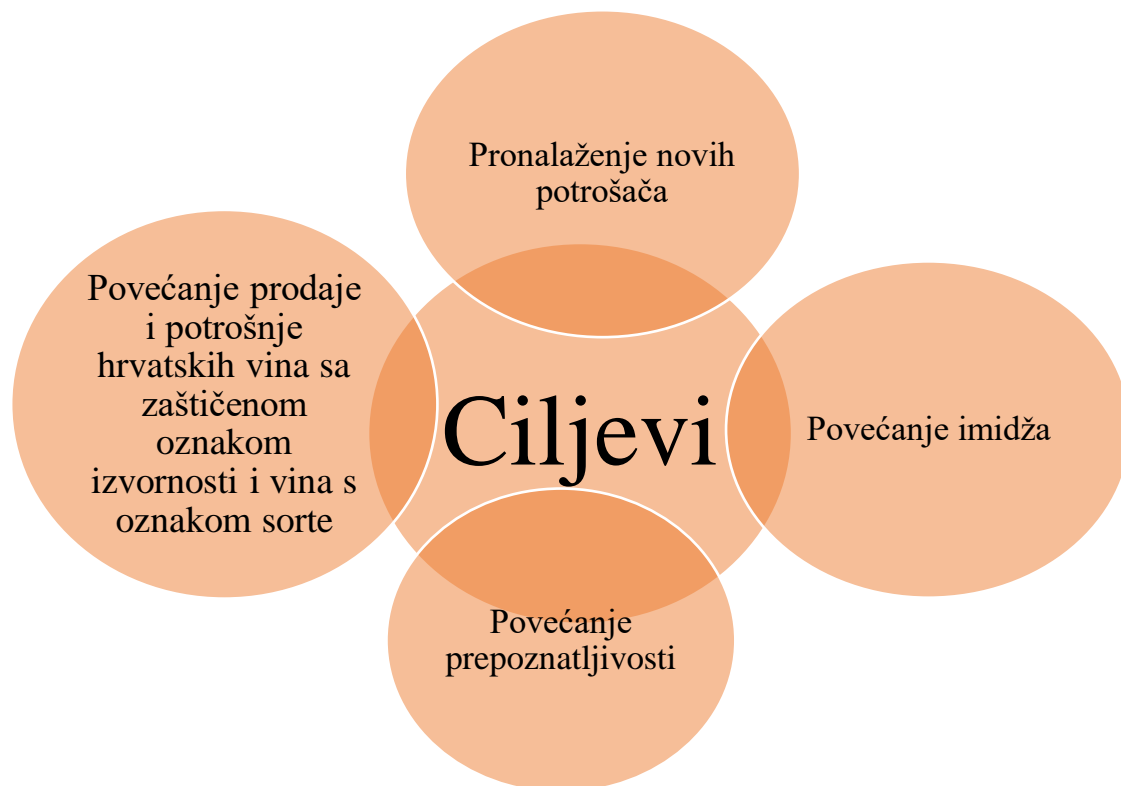 Pronalaženje novih
potrošača
Povećanje prodaje
i potrošnje
hrvatskih vina sa
zaštičenom
oznakom
izvornosti i vina s
oznakom sorte
Ciljevi
Povećanje imidža
Povećanje
prepoznatljivosti